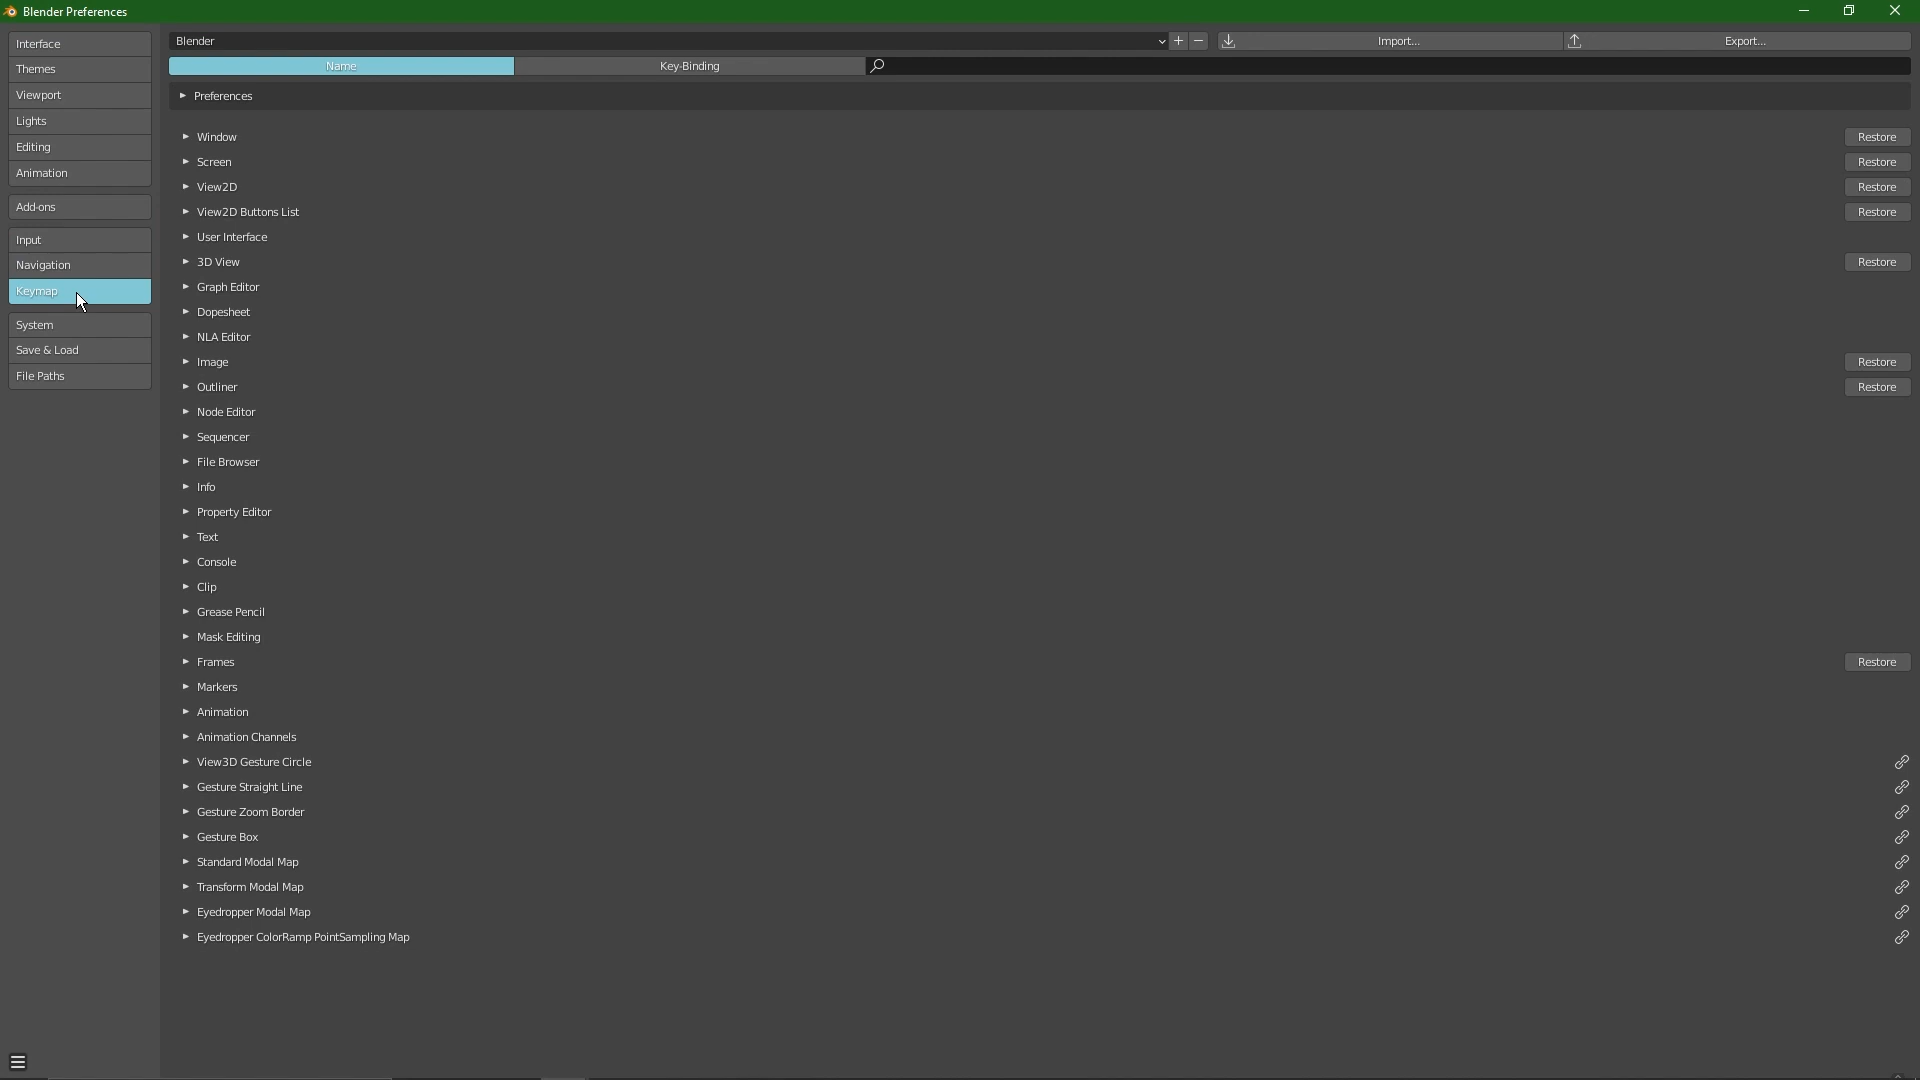 Blender Preferences
Interface
Themes
Viewport
Lights
Editing
Animation
Add-ons
Input
Navigation
Keymap
System
Save & Load
File Paths
Blender
+
−
Import...
Export...
Name
Key-Binding
Preferences
Window
Restore
Screen
Restore
View2D
Restore
View2D Buttons List
Restore
User Interface
3D View
Restore
Graph Editor
Dopesheet
NLA Editor
Image
Restore
Outliner
Restore
Node Editor
Sequencer
File Browser
Info
Property Editor
Text
Console
Clip
Grease Pencil
Mask Editing
Frames
Restore
Markers
Animation
Animation Channels
View3D Gesture Circle
Gesture Straight Line
Gesture Zoom Border
Gesture Box
Standard Modal Map
Transform Modal Map
Eyedropper Modal Map
Eyedropper ColorRamp PointSampling Map